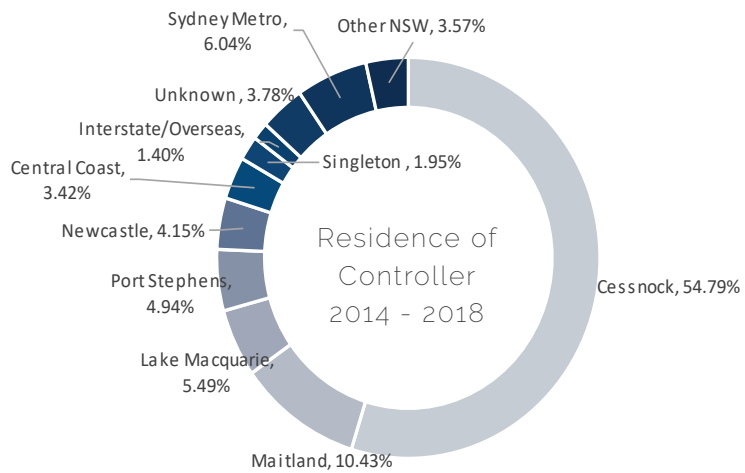 Sydney Metro,
6.04%
Other NSW, 3.57%
Unknown, 3.78%
Interstate/Overseas,
1.40%
Singleton, 1.95%
Central Coast,
3.42%
Newcastle, 4.15%
Port Stephens,
4.94%
Lake Macquarie,
5.49%
Maitland, 10.43%
Cessnock, 54.79%
Residence of
Controller
2014 - 2018